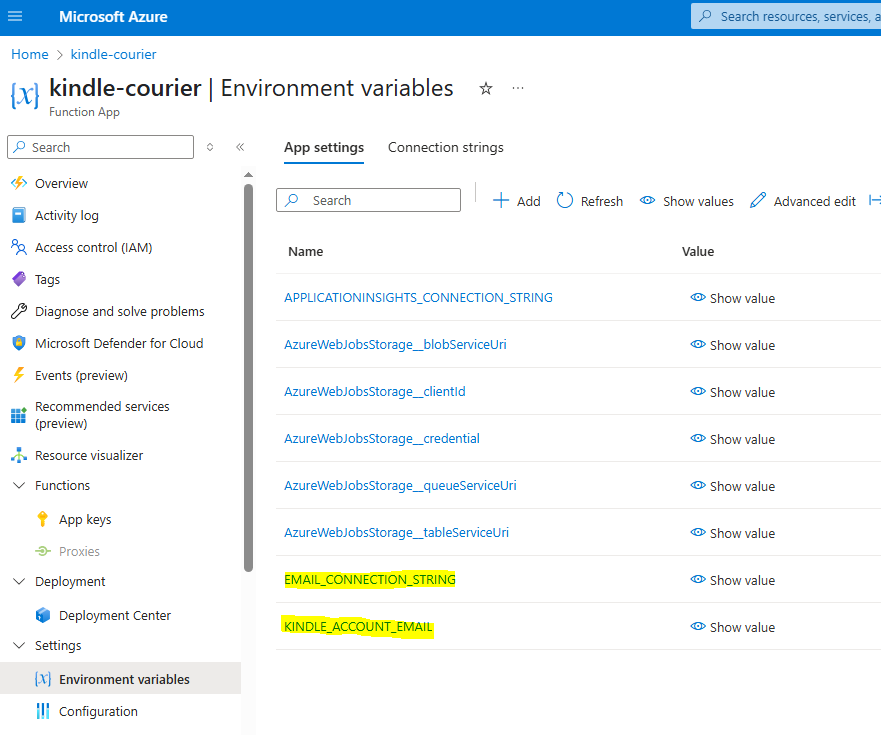 Microsoft Azure
Search resources, services, a
Home > kindle-courier
kindle-courier | Environment variables
Function App
Search
Overview
Activity log
Access control (IAM)
Tags
Diagnose and solve problems
Microsoft Defender for Cloud
Events (preview)
Recommended services
(preview)
Resource visualizer
Functions
App keys
Proxies
Deployment
Deployment Center
Settings
Environment variables
Configuration
App settings Connection strings
Search
Add Refresh Show values Advanced edit
Name Value
APPLICATIONINSIGHTS_CONNECTION_STRING Show value
AzureWebJobsStorage__blobServiceUri Show value
AzureWebJobsStorage__clientId Show value
AzureWebJobsStorage__credential Show value
AzureWebJobsStorage__queueServiceUri Show value
AzureWebJobsStorage__tableServiceUri Show value
EMAIL_CONNECTION_STRING Show value
KINDLE_ACCOUNT_EMAIL Show value